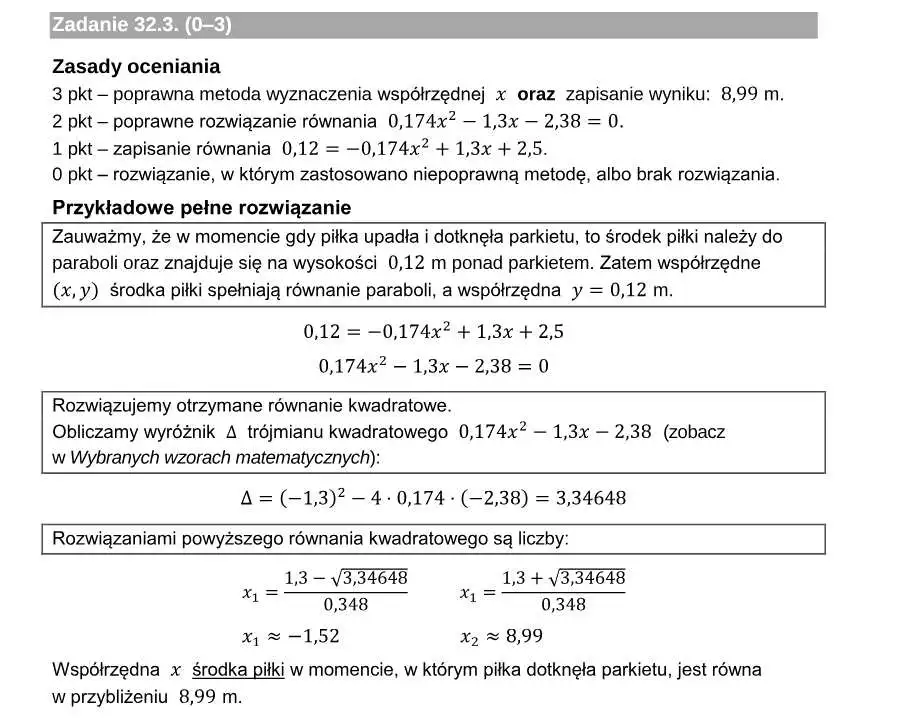 Zadanie 32.3. (0–3)
Zasady oceniania
3 pkt – poprawna metoda wyznaczenia współrzędnej x oraz zapisanie wyniku: 8,99 m.
2 pkt – poprawne rozwiązanie równania 0,174x² − 1,3x − 2,38 = 0.
1 pkt – zapisanie równania 0,12 = −0,174x² + 1,3x + 2,5.
0 pkt – rozwiązanie, w którym zastosowano niepoprawną metodę, albo brak rozwiązania.
Przykładowe pełne rozwiązanie
Zauważmy, że w momencie gdy piłka upadła i dotknęła parkietu, to środek piłki należy do
paraboli oraz znajduje się na wysokości 0,12 m ponad parkietem. Zatem współrzędne
(x, y) środka piłki spełniają równanie paraboli, a współrzędna y = 0,12 m.
0,12 = −0,174x² + 1,3x + 2,5
0,174x² − 1,3x − 2,38 = 0
Rozwiązujemy otrzymane równanie kwadratowe.
Obliczamy wyróżnik Δ trójmianu kwadratowego 0,174x² − 1,3x − 2,38 (zobacz
w Wybranych wzorach matematycznych):
Δ = (−1,3)² − 4 · 0,174 · (−2,38) = 3,34648
Rozwiązaniami powyższego równania kwadratowego są liczby:
x₁ = (1,3 − √3,34648)/0,348 x₁ = (1,3 + √3,34648)/0,348
x₁ ≈ −1,52 x₂ ≈ 8,99
Współrzędna x środka piłki w momencie, w którym piłka dotknęła parkietu, jest równa
w przybliżeniu 8,99 m.